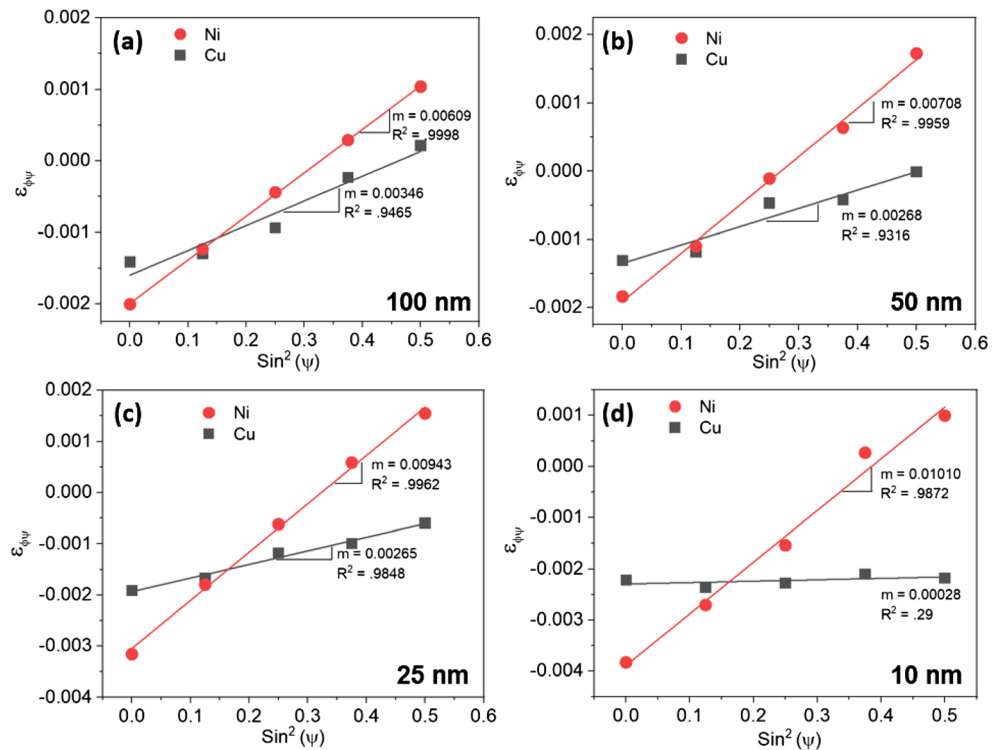 (a)
Ni
Cu
0.002
0.001
0.000
-0.001
-0.002
εϕψ
m = 0.00609
R² = .9998
m = 0.00346
R² = .9465
100 nm
0.0 0.1 0.2 0.3 0.4 0.5 0.6
Sin² (ψ)
(b)
Ni
Cu
0.002
0.001
0.000
-0.001
-0.002
εϕψ
m = 0.00708
R² = .9959
m = 0.00268
R² = .9316
50 nm
0.0 0.1 0.2 0.3 0.4 0.5 0.6
Sin² (ψ)
(c)
Ni
Cu
0.002
0.001
0.000
-0.001
-0.002
-0.003
-0.004
εϕψ
m = 0.00943
R² = .9962
m = 0.00265
R² = .9848
25 nm
0.0 0.1 0.2 0.3 0.4 0.5 0.6
Sin² (ψ)
(d)
Ni
Cu
0.001
0.000
-0.001
-0.002
-0.003
-0.004
εϕψ
m = 0.01010
R² = .9872
m = 0.00028
R² = .29
10 nm
0.0 0.1 0.2 0.3 0.4 0.5
Sin² (ψ)